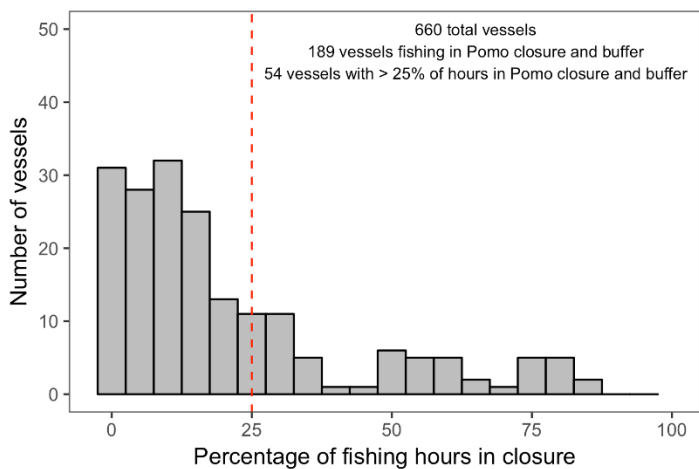 660 total vessels
189 vessels fishing in Pomo closure and buffer
54 vessels with > 25% of hours in Pomo closure and buffer
50
40
30
20
10
0
Number of vessels
0 25 50 75 100
Percentage of fishing hours in closure